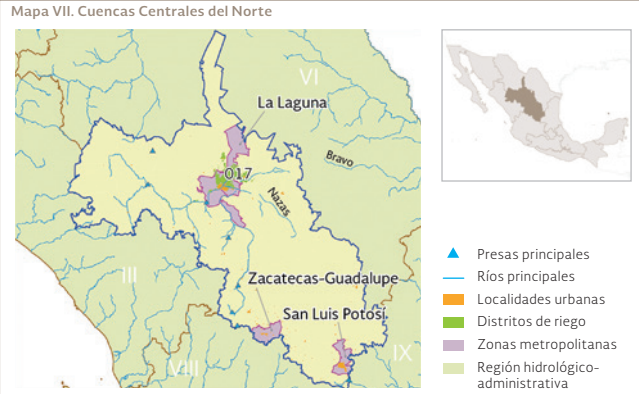 Mapa VII. Cuencas Centrales del Norte
VI
La Laguna
Bravo
017
Nazas
III
Zacatecas-Guadalupe
San Luis Potosí
VIII
IX
Presas principales
Ríos principales
Localidades urbanas
Distritos de riego
Zonas metropolitanas
Región hidrológico-
administrativa